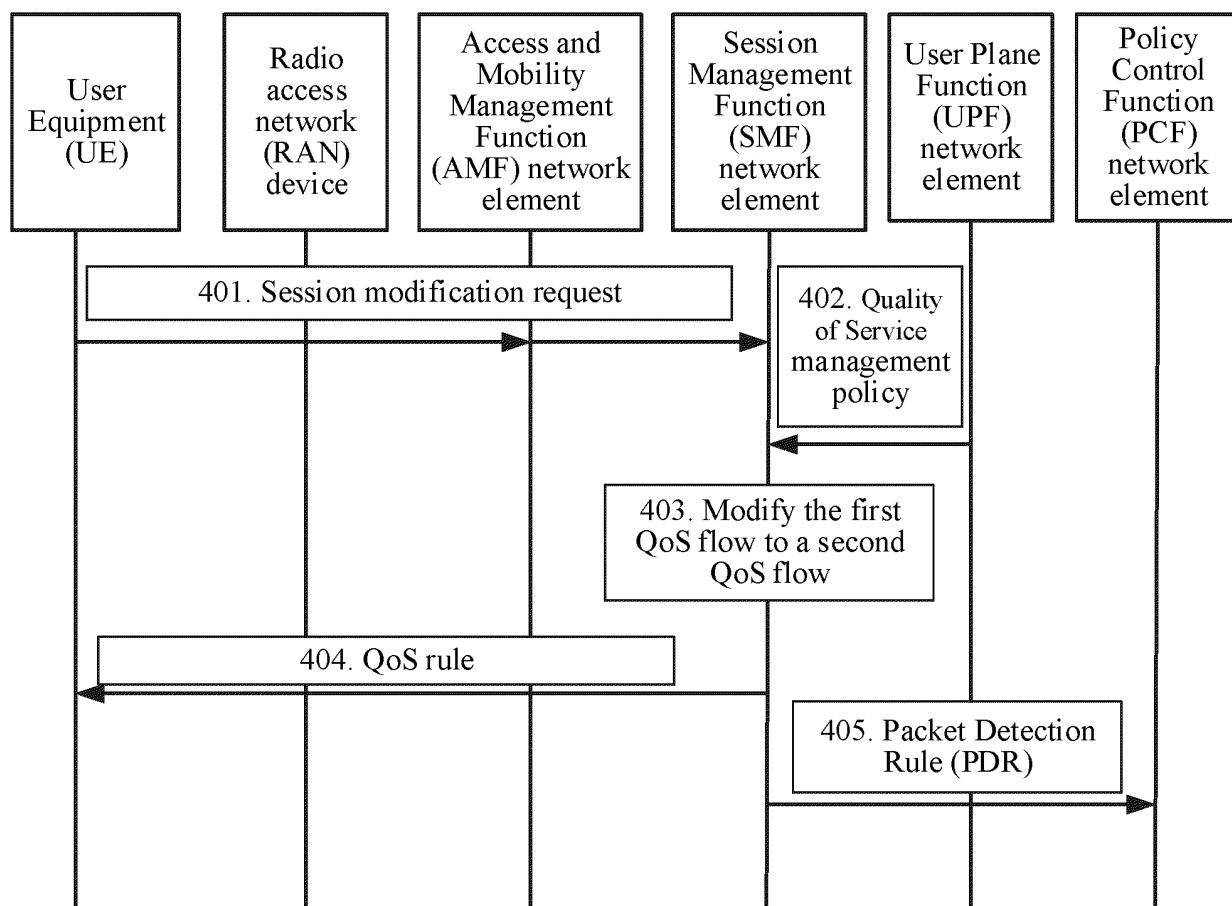 User
Equipment
(UE)
Radio
access
network
(RAN)
device
Access and
Mobility
Management
Function
(AMF) network
element
Session
Management
Function
(SMF)
network
element
User Plane
Function
(UPF)
network
element
Policy
Control
Function
(PCF)
network
element
401. Session modification request
402. Quality
of Service
management
policy
403. Modify the first
QoS flow to a second
QoS flow
404. QoS rule
405. Packet Detection
Rule (PDR)